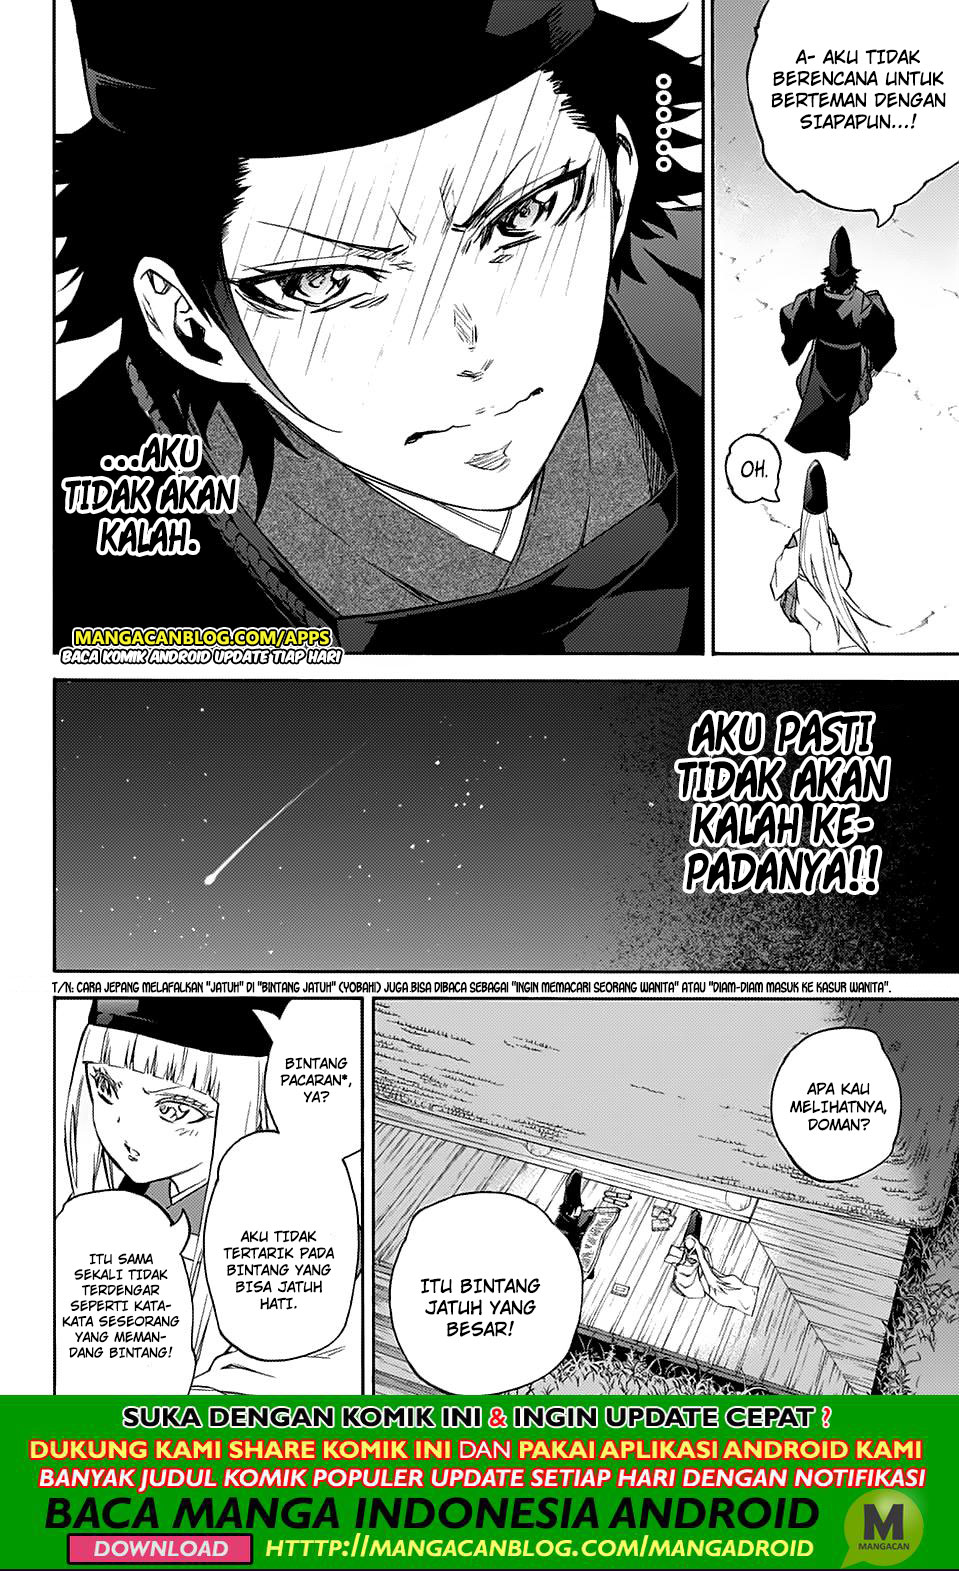 A- AKU TIDAK
BERENCANA UNTUK
BERTEMAN DENGAN
SIAPAPUN...!
OH.
...AKU
TIDAK AKAN
KALAH.
MANGACANBLOG.COM/APPS
BACA KOMIK ANDROID UPDATE TIAP HARI
AKU PASTI
TIDAK AKAN
KALAH KE-
PADANYA!!
T/N: CARA JEPANG MELAFALKAN "JATUH" DI "BINTANG JATUH" (YOBAHI) JUGA BISA DIBACA SEBAGAI "INGIN MEMACARI SEORANG WANITA" ATAU "DIAM-DIAM MASUK KE KASUR WANITA".
APA KAU
MELIHATNYA,
DOMAN?
ITU BINTANG
JATUH YANG
BESAR!
BINTANG
PACARAN*,
YA?
AKU TIDAK
TERTARIK PADA
BINTANG YANG
BISA JATUH
HATI.
ITU SAMA
SEKALI TIDAK
TERDENGAR
SEPERTI KATA-
KATA SESEORANG
YANG MEMAN-
DANG BINTANG!
SUKA DENGAN KOMIK INI & INGIN UPDATE CEPAT ?
DUKUNG KAMI SHARE KOMIK INI DAN PAKAI APLIKASI ANDROID KAMI
BANYAK JUDUL KOMIK POPULER UPDATE SETIAP HARI DENGAN NOTIFIKASI
BACA MANGA INDONESIA ANDROID
DOWNLOAD
HTTTP://MANGACANBLOG.COM/MANGADROID
M
MANGACAN